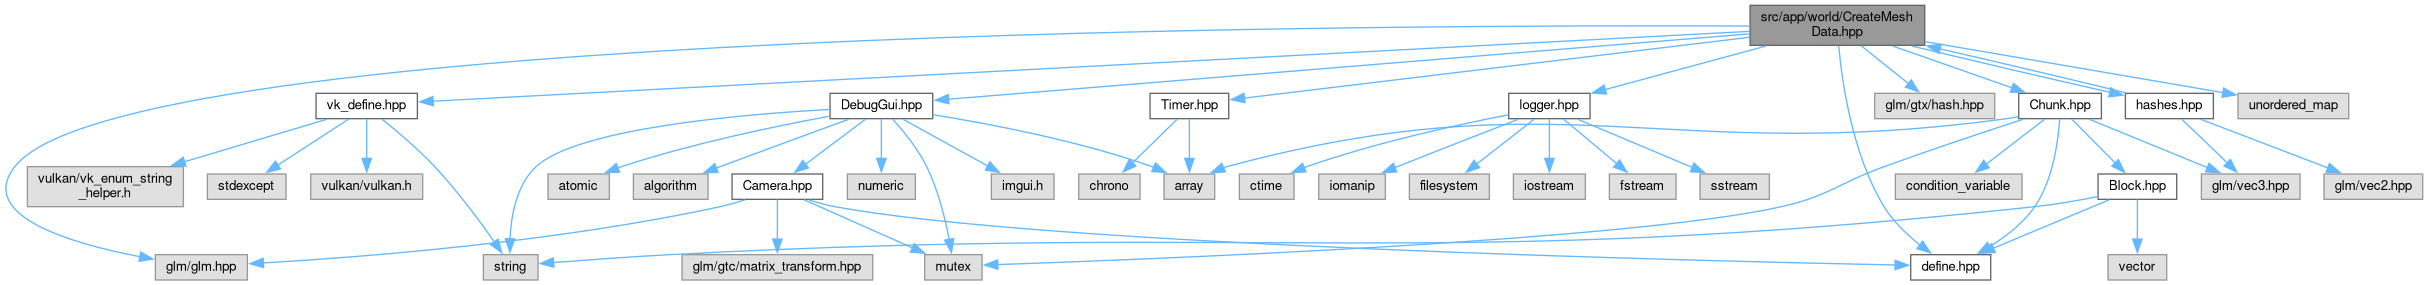 src/app/world/CreateMesh
Data.hpp
vk_define.hpp
DebugGui.hpp
Timer.hpp
logger.hpp
glm/gtx/hash.hpp
Chunk.hpp
hashes.hpp
unordered_map
vulkan/vk_enum_string
_helper.h
stdexcept
vulkan/vulkan.h
atomic
algorithm
Camera.hpp
numeric
imgui.h
chrono
array
ctime
iomanip
filesystem
iostream
fstream
sstream
condition_variable
Block.hpp
glm/vec3.hpp
glm/vec2.hpp
glm/glm.hpp
string
glm/gtc/matrix_transform.hpp
mutex
define.hpp
vector